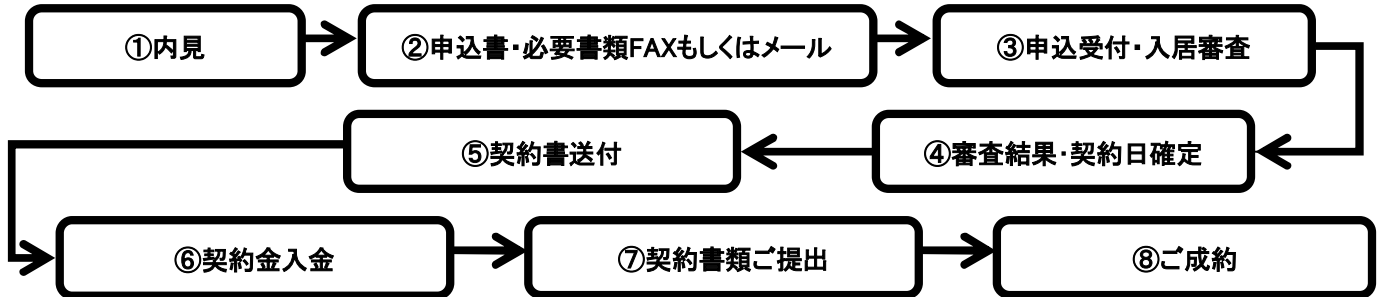 ①内見
②申込書・必要書類FAXもしくはメール
③申込受付・入居審査
④審査結果・契約日確定
⑤契約書送付
⑥契約金入金
⑦契約書類ご提出
⑧ご成約